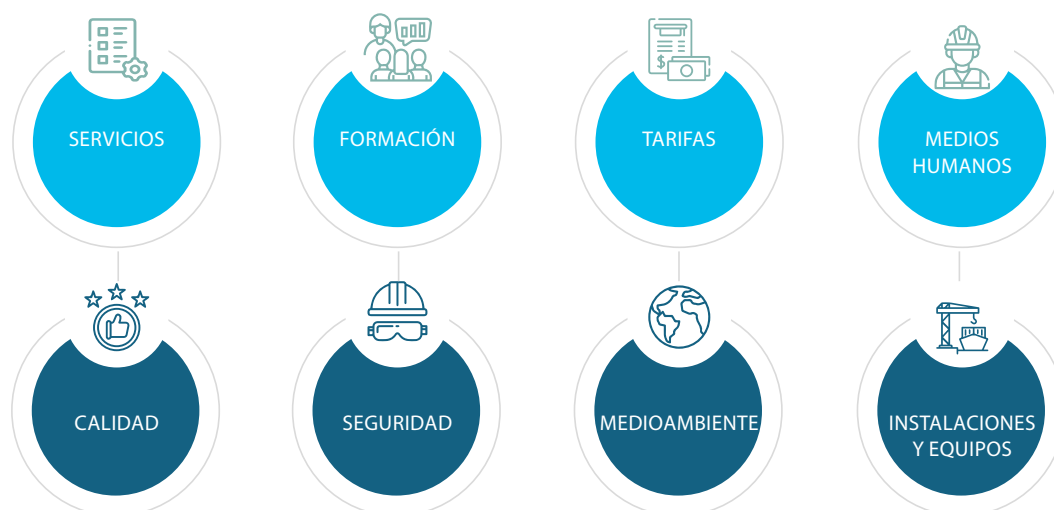 SERVICIOS
FORMACIÓN
TARIFAS
MEDIOS
HUMANOS
CALIDAD
SEGURIDAD
MEDIOAMBIENTE
INSTALACIONES
Y EQUIPOS